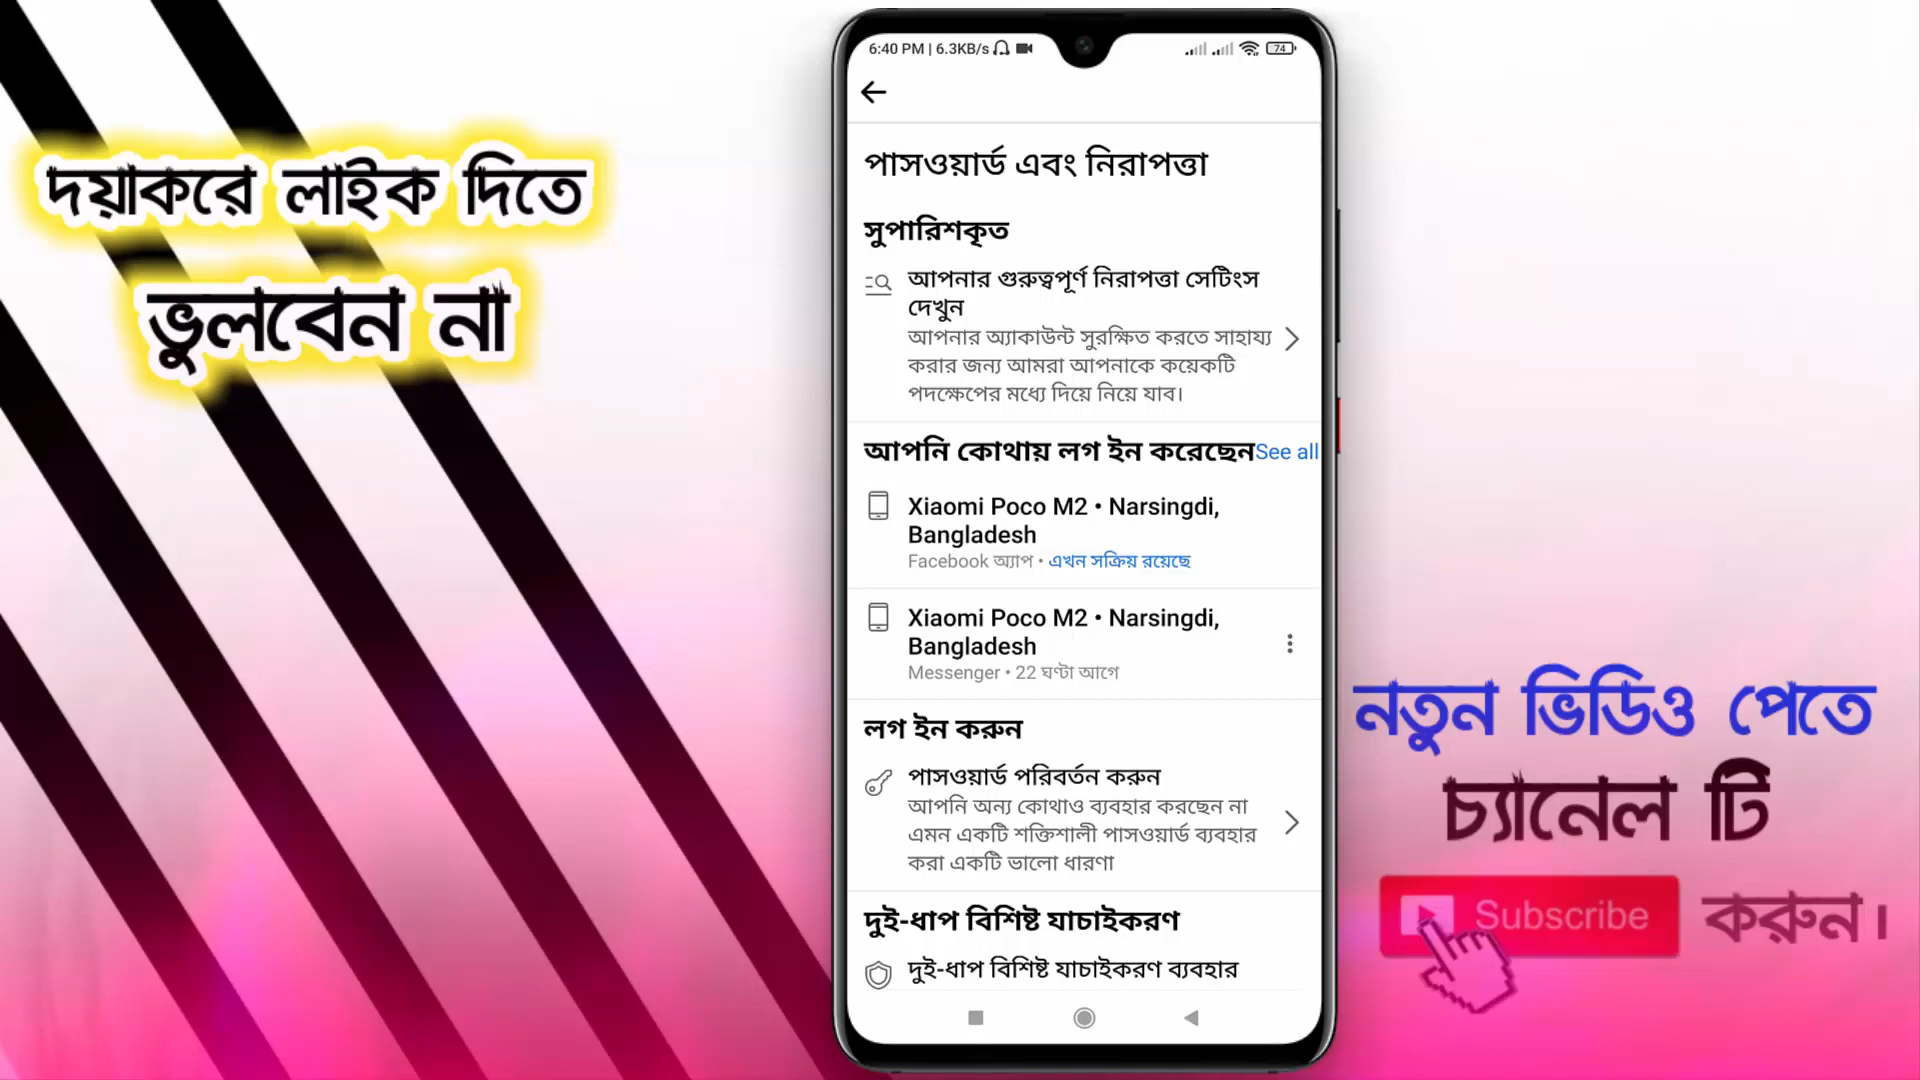 দয়াকরে লাইক দিতে
ভুলবেন না
6:40 PM | 6.3KB/s
74
পাসওয়ার্ড এবং নিরাপত্তা
সুপারিশকৃত
আপনার গুরুত্বপূর্ণ নিরাপত্তা সেটিংস
দেখুন
আপনার অ্যাকাউন্ট সুরক্ষিত করতে সাহায্য
করার জন্য আমরা আপনাকে কয়েকটি
পদক্ষেপের মধ্যে দিয়ে নিয়ে যাব।
আপনি কোথায় লগ ইন করেছেন See all
Xiaomi Poco M2 • Narsingdi,
Bangladesh
Facebook অ্যাপ • এখন সক্রিয় রয়েছে
Xiaomi Poco M2 • Narsingdi,
Bangladesh
Messenger • 22 ঘণ্টা আগে
লগ ইন করুন
পাসওয়ার্ড পরিবর্তন করুন
আপনি অন্য কোথাও ব্যবহার করছেন না
এমন একটি শক্তিশালী পাসওয়ার্ড ব্যবহার
করা একটি ভালো ধারণা
দুই-ধাপ বিশিষ্ট যাচাইকরণ
দুই-ধাপ বিশিষ্ট যাচাইকরণ ব্যবহার
নতুন ভিডিও পেতে
চ্যানেল টি
Subscribe করুন।